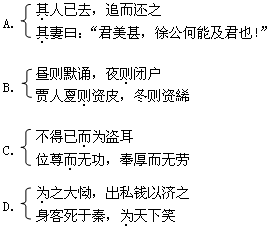 A. 其人已去，追而还之
其妻曰：“君美甚，徐公何能及君也!”
B. 昼则默诵，夜则闭户
贾人夏则资皮，冬则资絺
C. 不得已而为盗耳
位尊而无功，奉厚而无劳
D. 为之大恸，出私钱以济之
身客死于秦，为天下笑